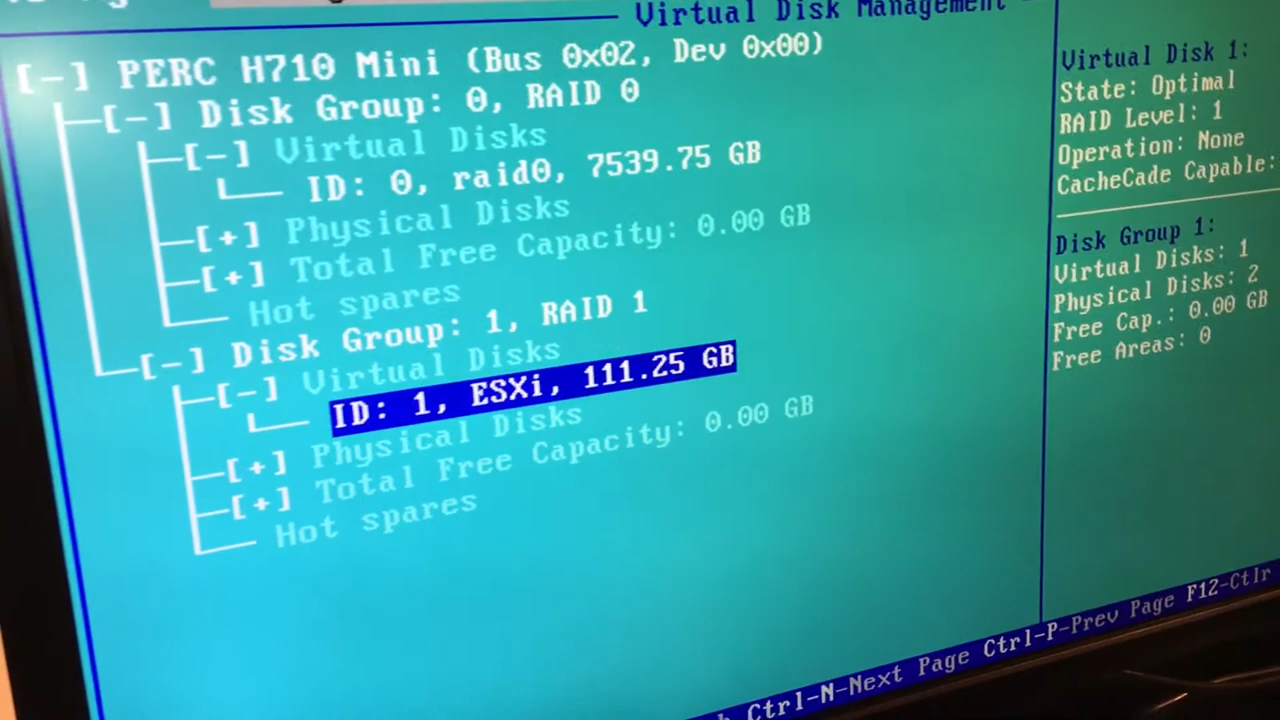 Virtual Disk Management
[-] PERC H710 Mini (Bus 0x02, Dev 0x00)
[-] Disk Group: 0, RAID 0
[-] Virtual Disks
ID: 0, raid0, 7539.75 GB
[+] Physical Disks
[+] Total Free Capacity: 0.00 GB
Hot spares
[-] Disk Group: 1, RAID 1
[-] Virtual Disks
ID: 1, ESXi, 111.25 GB
[+] Physical Disks
[+] Total Free Capacity: 0.00 GB
Hot spares
Virtual Disk 1:
State: Optimal
RAID Level: 1
Operation: None
CacheCade Capable:
Disk Group 1:
Virtual Disks: 1
Physical Disks: 2
Free Cap.: 0.00 GB
Free Areas: 0
Ctrl-N-Next Page Ctrl-P-Prev Page F12-Ctlr